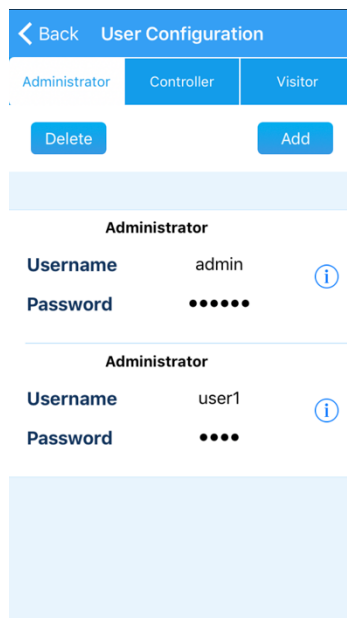 Back User Configuration
Administrator Controller Visitor
Delete Add
Administrator
Username admin
Password ••••••
Administrator
Username user1
Password ••••